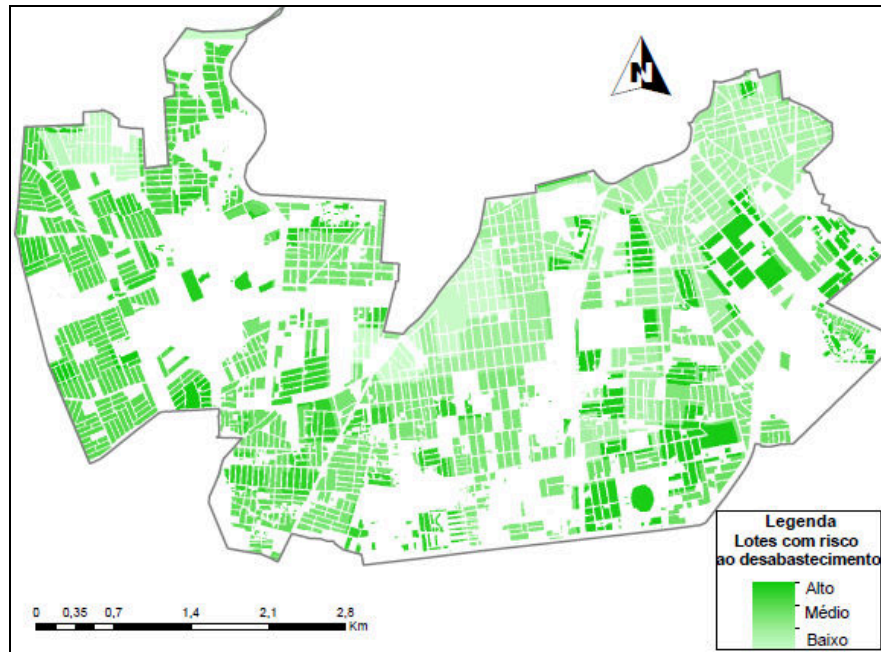 N
Legenda
Lotes com risco
ao desabastecimento
Alto
Médio
Baixo
0 0,35 0,7 1,4 2,1 2,8
Km